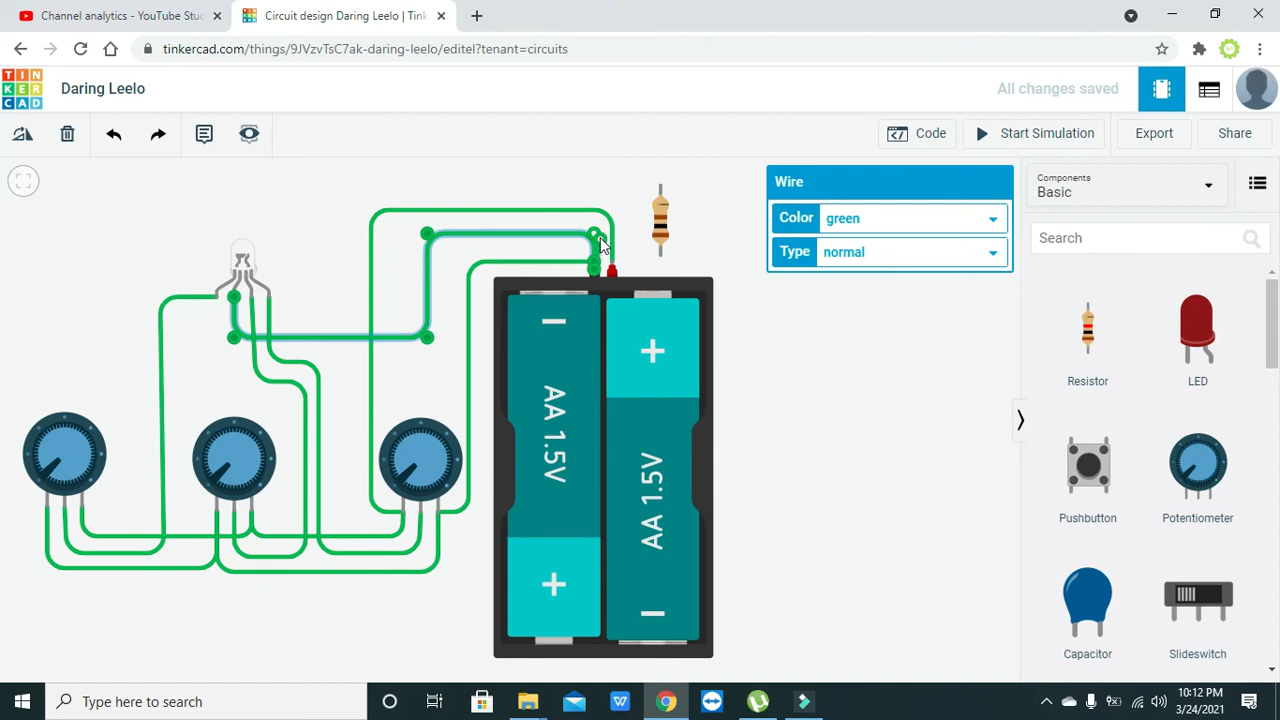 Channel analytics - YouTube Stu
Circuit design Daring Leelo | Tink
tinkercad.com/things/9JVzvTsC7ak-daring-leelo/editel?tenant=circuits
TIN
KER
CAD
Daring Leelo
All changes saved
Code
Start Simulation
Export
Share
Wire
Color
green
Type
normal
Components
Basic
Search
Resistor
LED
Pushbutton
Potentiometer
Capacitor
Slideswitch
AA 1.5V
+
AA 1.5V
+
Type here to search
10:12 PM
3/24/2021